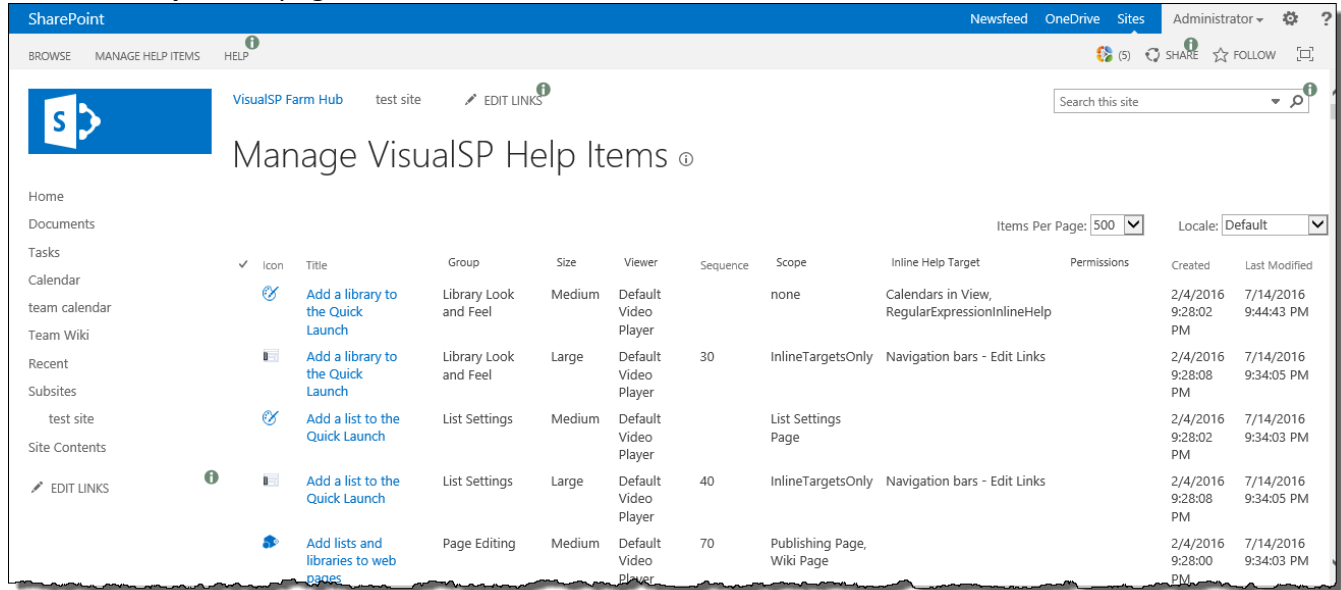 SharePoint Newsfeed OneDrive Sites Administrator ?
BROWSE MANAGE HELP ITEMS HELP (5) SHARE FOLLOW
VisualSP Farm Hub test site EDIT LINKS Search this site
S
Manage VisualSP Help Items
Home
Documents
Items Per Page: 500 Locale: Default
Tasks
Calendar
team calendar
Team Wiki
Recent
Subsites
test site
Site Contents
EDIT LINKS
Icon Title Group Size Viewer Sequence Scope Inline Help Target Permissions Created Last Modified
Add a library to Library Look Medium Default none Calendars in View, 2/4/2016 7/14/2016
the Quick and Feel Video RegularExpressionInlineHelp 9:28:02 9:44:43 PM
Launch Player PM
Add a library to Library Look Large Default 30 InlineTargetsOnly Navigation bars - Edit Links 2/4/2016 7/14/2016
the Quick and Feel Video 9:28:08 9:34:05 PM
Launch Player PM
Add a list to the List Settings Medium Default List Settings 2/4/2016 7/14/2016
Quick Launch Video Page 9:28:02 9:34:03 PM
Player PM
Add a list to the List Settings Large Default 40 InlineTargetsOnly Navigation bars - Edit Links 2/4/2016 7/14/2016
Quick Launch Video 9:28:08 9:34:05 PM
Player PM
Add lists and Page Editing Medium Default 70 Publishing Page, 2/4/2016 7/14/2016
libraries to web Video Wiki Page 9:28:00 9:34:03 PM
pages Player PM